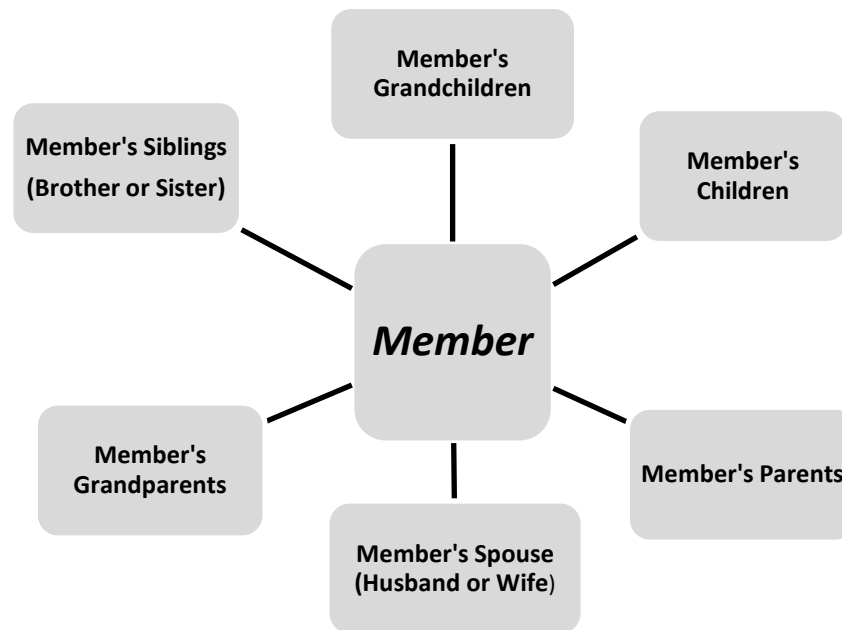 Member's
Grandchildren
Member's Siblings
(Brother or Sister)
Member's
Children
Member
Member's
Grandparents
Member's Parents
Member's Spouse
(Husband or Wife)